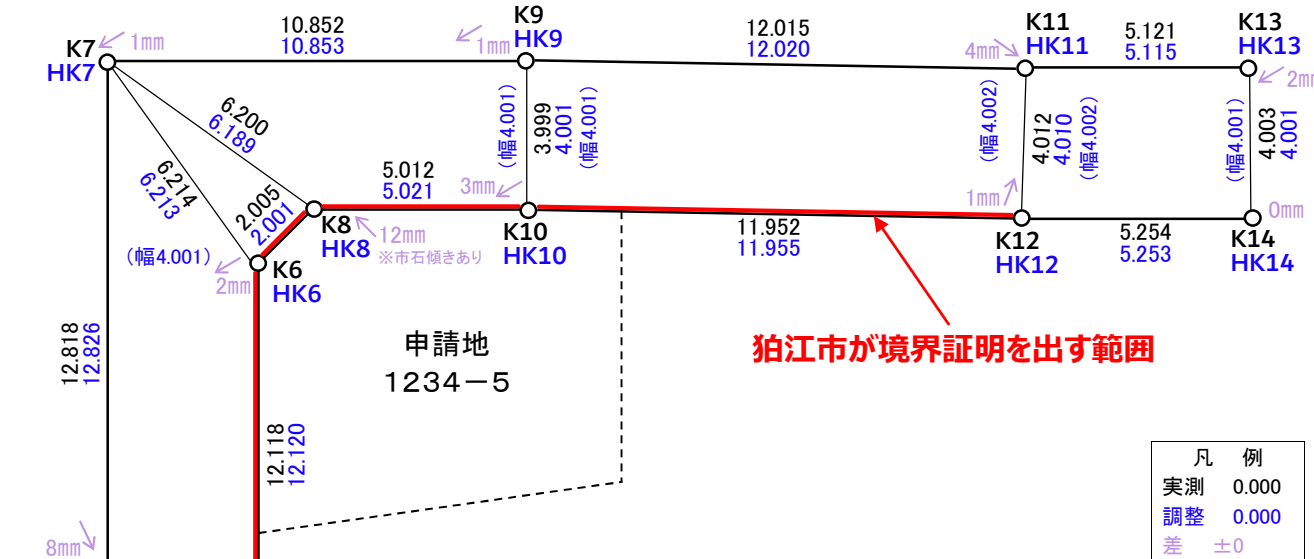 K7
HK7
1mm
10.852
10.853
1mm
K9
HK9
12.015
12.020
4mm
K11
HK11
5.121
5.115
K13
HK13
2mm
6.200
6.189
6.214
6.213
2.005
2.001
(幅4.001)
3.999
4.001
(幅4.001)
(幅4.002)
4.012
4.010
(幅4.002)
(幅4.001)
4.003
4.001
5.012
5.021
3mm
1mm
0mm
K8
HK8
12mm
※市石傾きあり
K10
HK10
11.952
11.955
K12
HK12
5.254
5.253
K14
HK14
(幅4.001)
2mm
K6
HK6
12.818
12.826
申請地
1234-5
狛江市が境界証明を出す範囲
12.118
12.120
8mm
凡 例
実測 0.000
調整 0.000
差 ±0